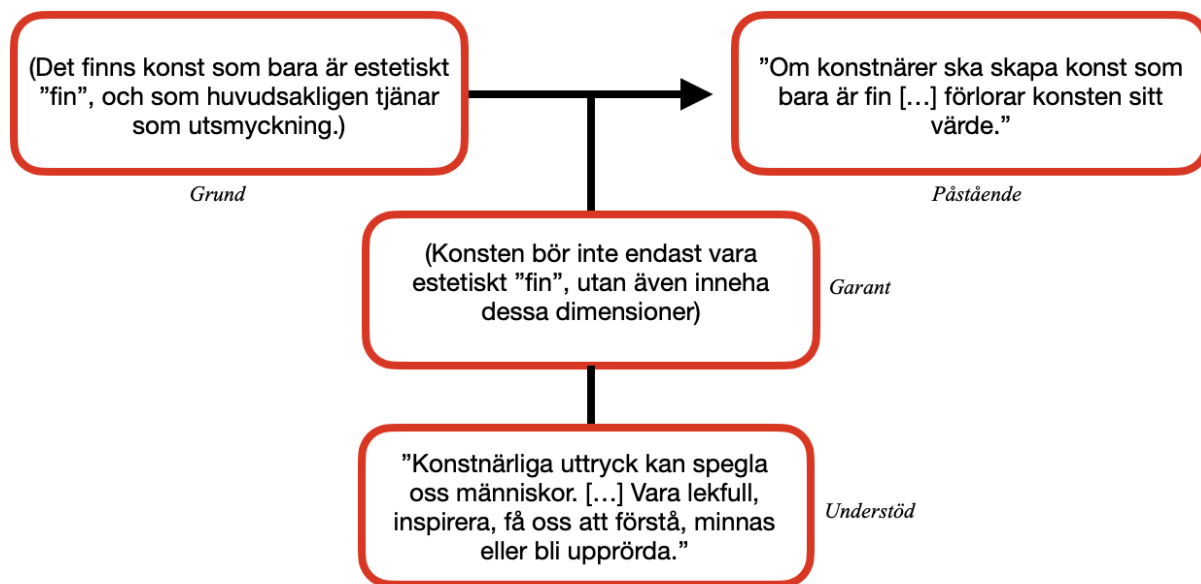 (Det finns konst som bara är estetiskt
”fin”, och som huvudsakligen tjänar
som utsmyckning.)
Grund
”Om konstnärer ska skapa konst som
bara är fin […] förlorar konsten sitt
värde.”
Påstående
(Konsten bör inte endast vara
estetiskt ”fin”, utan även inneha
dessa dimensioner)
Garant
”Konstnärliga uttryck kan spegla
oss människor. […] Vara lekfull,
inspirera, få oss att förstå, minnas
eller bli upprörda.”
Understöd